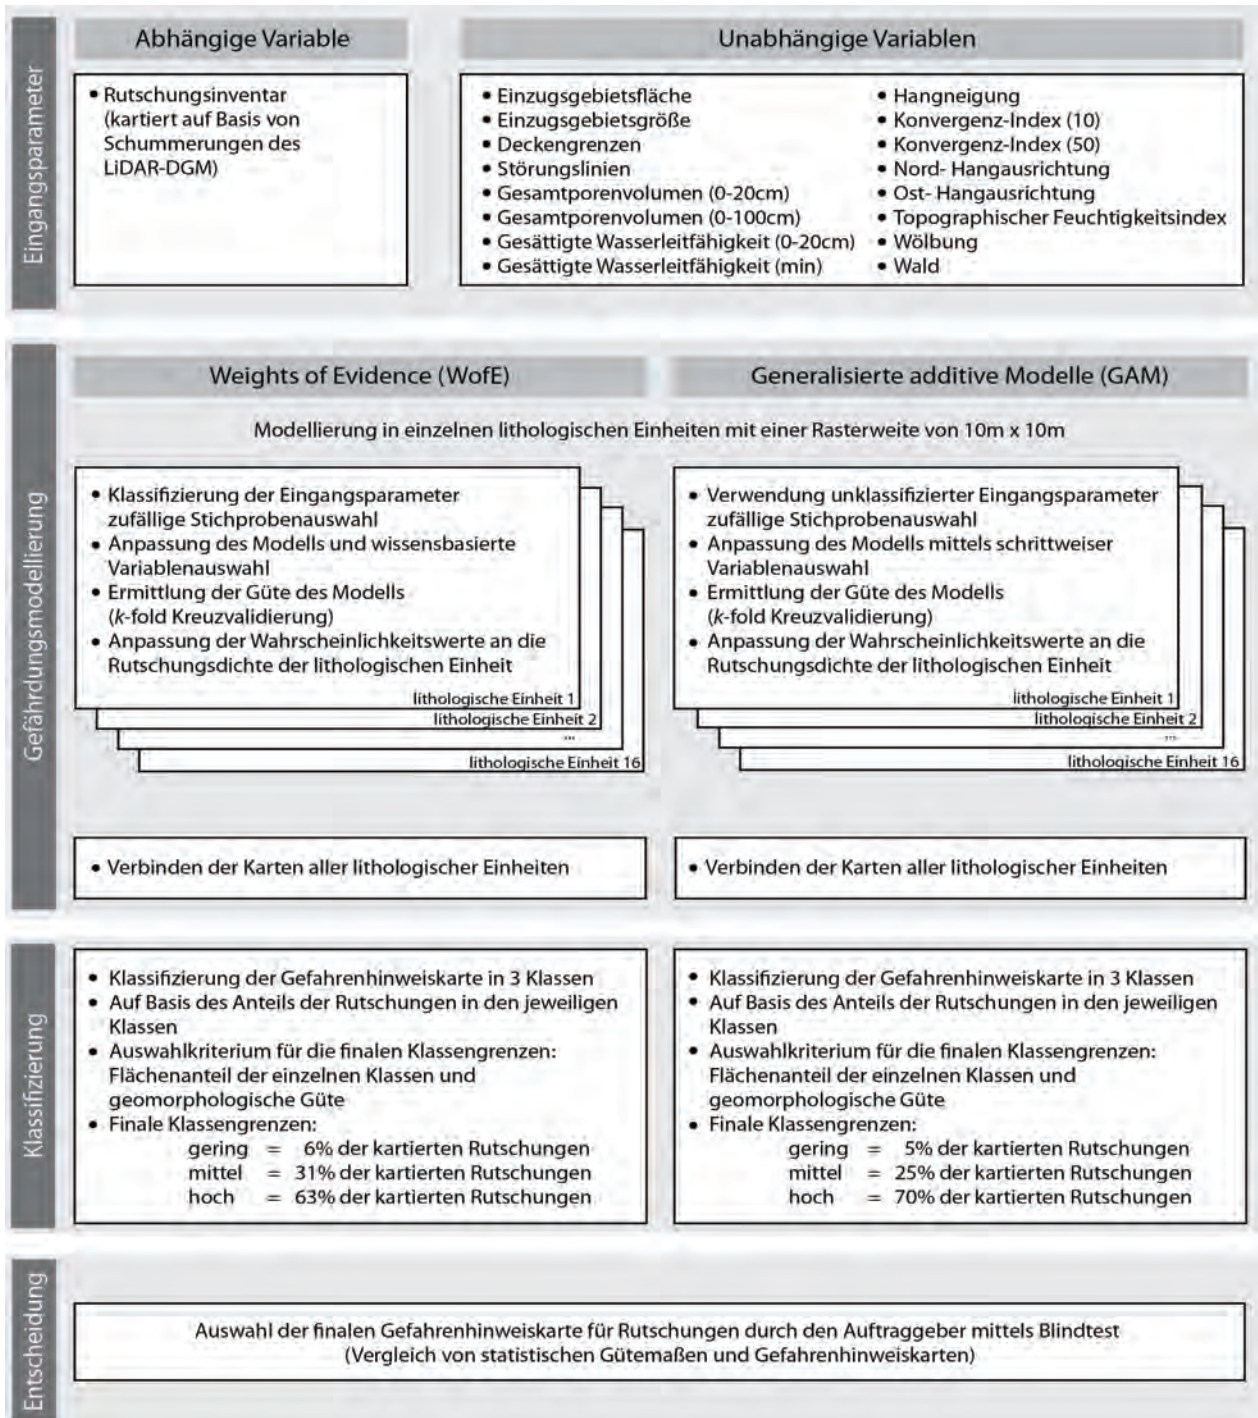 Eingangsparameter
Abhängige Variable
• Rutschungsinventar
(kartiert auf Basis von
Schummerungen des
LiDAR-DGM)
Unabhängige Variablen
• Einzugsgebietsfläche
• Einzugsgebietsgröße
• Deckengrenzen
• Störungslinien
• Gesamtporenvolumen (0-20cm)
• Gesamtporenvolumen (0-100cm)
• Gesättigte Wasserleitfähigkeit (0-20cm)
• Gesättigte Wasserleitfähigkeit (min)
• Hangneigung
• Konvergenz-Index (10)
• Konvergenz-Index (50)
• Nord- Hangausrichtung
• Ost- Hangausrichtung
• Topographischer Feuchtigkeitsindex
• Wölbung
• Wald
Gefährdungsmodellierung
Weights of Evidence (WofE)
Generalisierte additive Modelle (GAM)
Modellierung in einzelnen lithologischen Einheiten mit einer Rasterweite von 10m x 10m
• Klassifizierung der Eingangsparameter
zufällige Stichprobenauswahl
• Anpassung des Modells und wissensbasierte
Variablenauswahl
• Ermittlung der Güte des Modells
(k-fold Kreuzvalidierung)
• Anpassung der Wahrscheinlichkeitswerte an die
Rutschungsdichte der lithologischen Einheit
lithologische Einheit 1
lithologische Einheit 2
...
lithologische Einheit 16
• Verwendung unklassifizierter Eingangsparameter
zufällige Stichprobenauswahl
• Anpassung des Modells mittels schrittweiser
Variablenauswahl
• Ermittlung der Güte des Modells
(k-fold Kreuzvalidierung)
• Anpassung der Wahrscheinlichkeitswerte an die
Rutschungsdichte der lithologischen Einheit
lithologische Einheit 1
lithologische Einheit 2
...
lithologische Einheit 16
• Verbinden der Karten aller lithologischer Einheiten
• Verbinden der Karten aller lithologischer Einheiten
Klassifizierung
• Klassifizierung der Gefahrenhinweiskarte in 3 Klassen
• Auf Basis des Anteils der Rutschungen in den jeweiligen
Klassen
• Auswahlkriterium für die finalen Klassengrenzen:
Flächenanteil der einzelnen Klassen und
geomorphologische Güte
• Finale Klassengrenzen:
gering = 6% der kartierten Rutschungen
mittel = 31% der kartierten Rutschungen
hoch = 63% der kartierten Rutschungen
• Klassifizierung der Gefahrenhinweiskarte in 3 Klassen
• Auf Basis des Anteils der Rutschungen in den jeweiligen
Klassen
• Auswahlkriterium für die finalen Klassengrenzen:
Flächenanteil der einzelnen Klassen und
geomorphologische Güte
• Finale Klassengrenzen:
gering = 5% der kartierten Rutschungen
mittel = 25% der kartierten Rutschungen
hoch = 70% der kartierten Rutschungen
Entscheidung
Auswahl der finalen Gefahrenhinweiskarte für Rutschungen durch den Auftraggeber mittels Blindtest
(Vergleich von statistischen Gütemaßen und Gefahrenhinweiskarten)